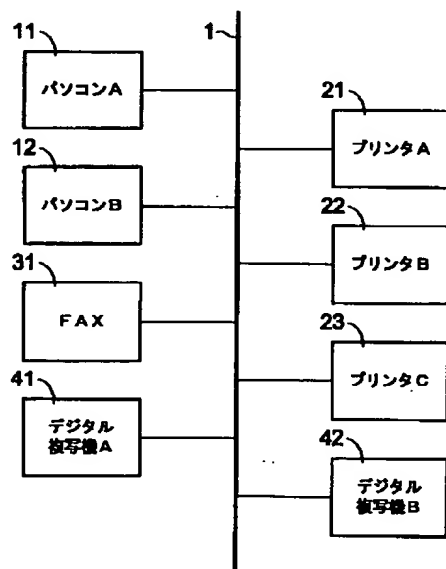 11
パソコンA
12
パソコンB
31
FAX
41
デジタル
複写機A
1
21
プリンタA
22
プリンタB
23
プリンタC
42
デジタル
複写機B